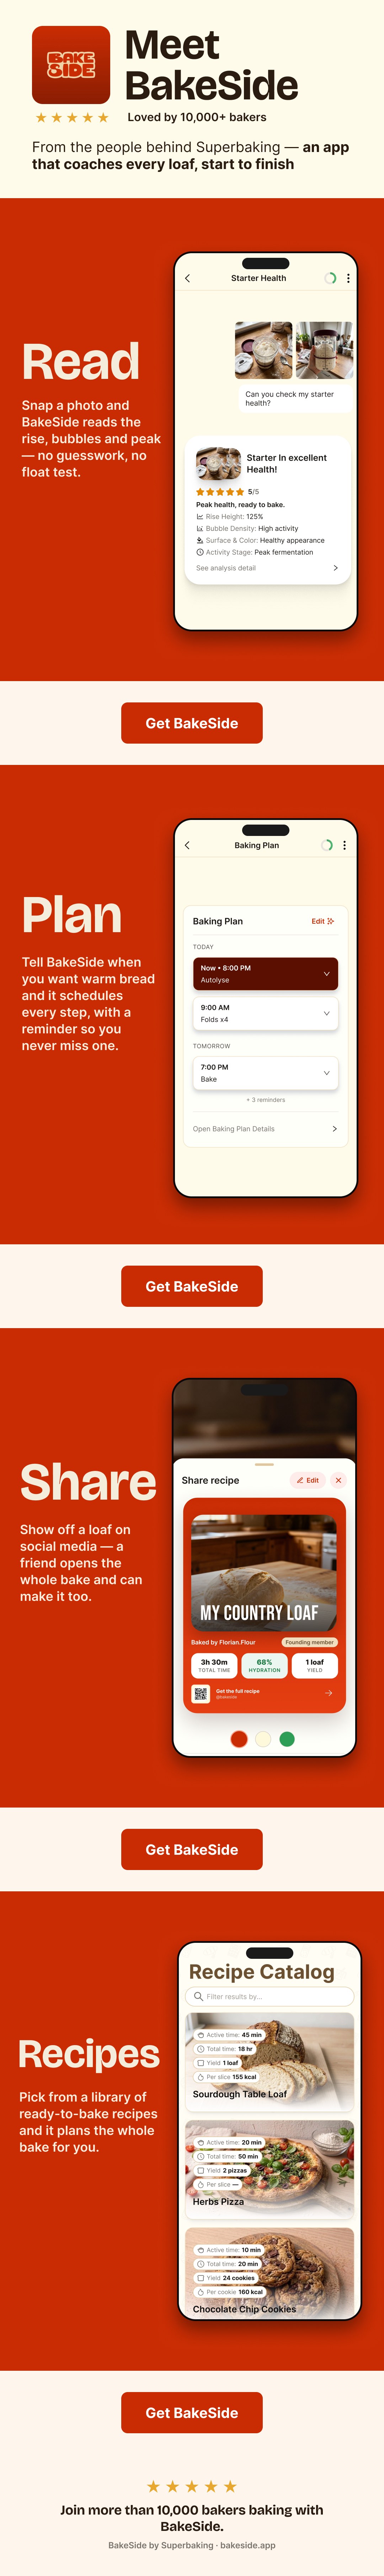 BAKE
SIDE
Meet
BakeSide
Loved by 10,000+ bakers
From the people behind Superbaking — an app
that coaches every loaf, start to finish
Read
Snap a photo and
BakeSide reads the
rise, bubbles and peak
— no guesswork, no
float test.
Starter Health
Can you check my starter
health?
Starter In excellent
Health!
5/5
Peak health, ready to bake.
Rise Height: 125%
Bubble Density: High activity
Surface & Color: Healthy appearance
Activity Stage: Peak fermentation
See analysis detail
Get BakeSide
Plan
Tell BakeSide when
you want warm bread
and it schedules
every step, with a
reminder so you
never miss one.
Baking Plan
Baking Plan
Edit
TODAY
Now • 8:00 PM
Autolyse
9:00 AM
Folds x4
TOMORROW
7:00 PM
Bake
+ 3 reminders
Open Baking Plan Details
Get BakeSide
Share
Show off a loaf on
social media — a
friend opens the
whole bake and can
make it too.
Share recipe
Edit
MY COUNTRY LOAF
Baked by Florian.Flour
Founding member
3h 30m
TOTAL TIME
68%
HYDRATION
1 loaf
YIELD
Get the full recipe
@bakeside
Get BakeSide
Recipes
Pick from a library of
ready-to-bake recipes
and it plans the whole
bake for you.
Recipe Catalog
Filter results by...
Active time: 45 min
Total time: 18 hr
Yield 1 loaf
Per slice 155 kcal
Sourdough Table Loaf
Active time: 20 min
Total time: 50 min
Yield 2 pizzas
Per slice —
Herbs Pizza
Active time: 10 min
Total time: 20 min
Yield 24 cookies
Per cookie 160 kcal
Chocolate Chip Cookies
Get BakeSide
Join more than 10,000 bakers baking with
BakeSide.
BakeSide by Superbaking · bakeside.app